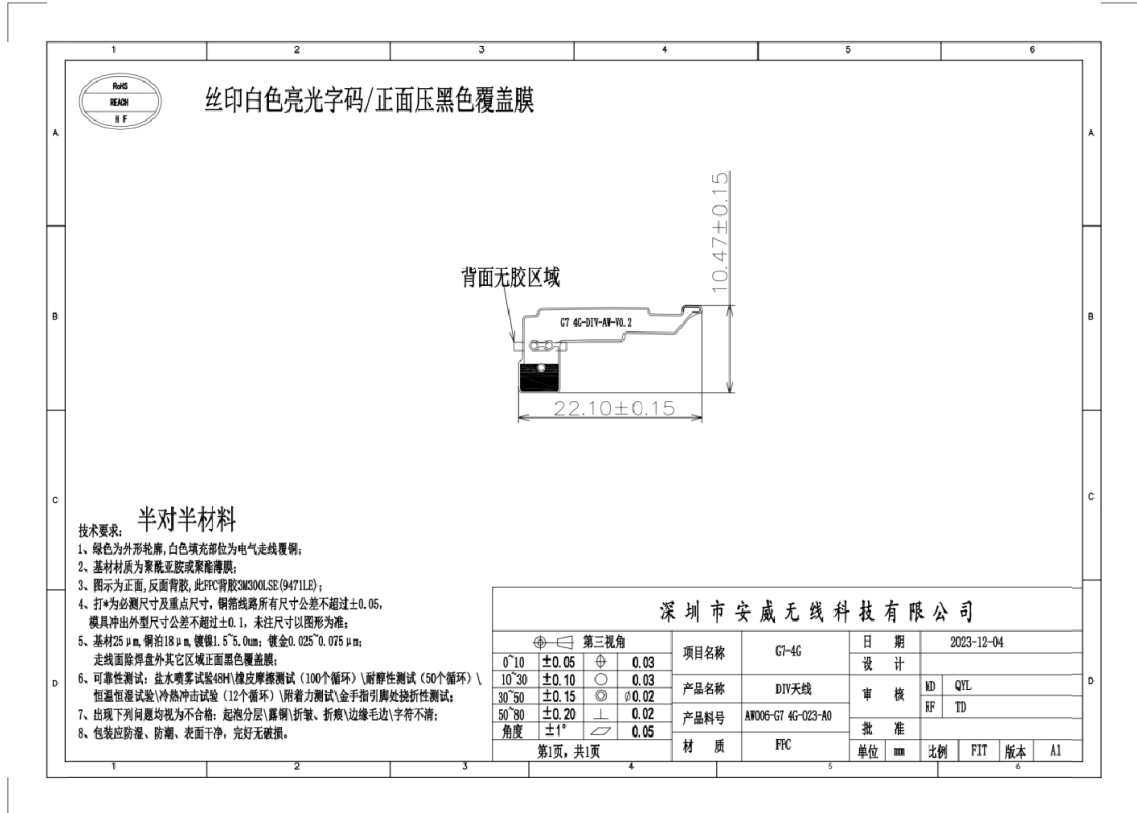 1 2 3 4 5 6
RoHS
REACH
H F
丝印白色亮光字码/正面压黑色覆盖膜
A A
10.47±0.15
背面无胶区域
B B
G7 4G-DIV-AW-V0.2
22.10±0.15
C C
半对半材料
技术要求:
1、绿色为外形轮廓,白色填充部位为电气走线覆铜;
2、基材材质为聚酰亚胺或聚酯薄膜;
3、图示为正面,反面背胶,此FPC背胶3M300LSE(9471LE);
4、打*为必测尺寸及重点尺寸,铜箔线路所有尺寸公差不超过±0.05,
模具冲出外型尺寸公差不超过±0.1,未注尺寸以图形为准;
5、基材25μm,铜泊18μm,镀镍1.5~5.0um;镀金0.025~0.075μm;
走线面除焊盘外其它区域正面黑色覆盖膜;
6、可靠性测试:盐水喷雾试验48H\橡皮摩擦测试(100个循环)\耐醇性测试(50个循环)\
恒温恒湿试验\冷热冲击试验(12个循环)\附着力测试\金手指引脚处挠折性测试;
7、出现下列问题均视为不合格:起泡分层\露铜\折皱、折痕\边缘毛边\字符不清;
8、包装应防湿、防潮、表面干净,完好无破损。
D D
深圳市安威无线科技有限公司
第三视角
0~10 ±0.05 0.03
10~30 ±0.10 0.03
30~50 ±0.15 ø0.02
50~80 ±0.20 0.02
角度 ±1° 0.05
第1页,共1页
项目名称 G7-4G
产品名称 DIV天线
产品料号 AW006-G7 4G-023-A0
材 质 FPC
日 期 2023-12-04
设 计
审 核 MD QYL
RF TD
批 准
单位 mm 比例 FIT 版本 A1
1 2 3 4 5 6